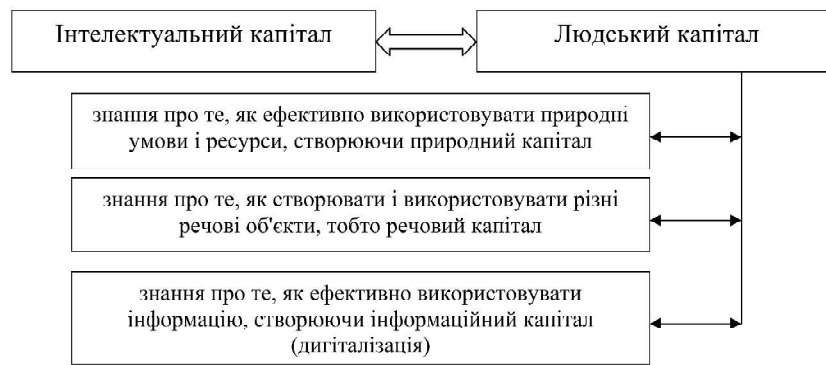 Інтелектуальний капітал
Людський капітал
знання про те, як ефективно використовувати природні
умови і ресурси, створюючи природний капітал
знання про те, як створювати і використовувати різні
речові об'єкти, тобто речовий капітал
знання про те, як ефективно використовувати
інформацію, створюючи інформаційний капітал
(дигіталізація)